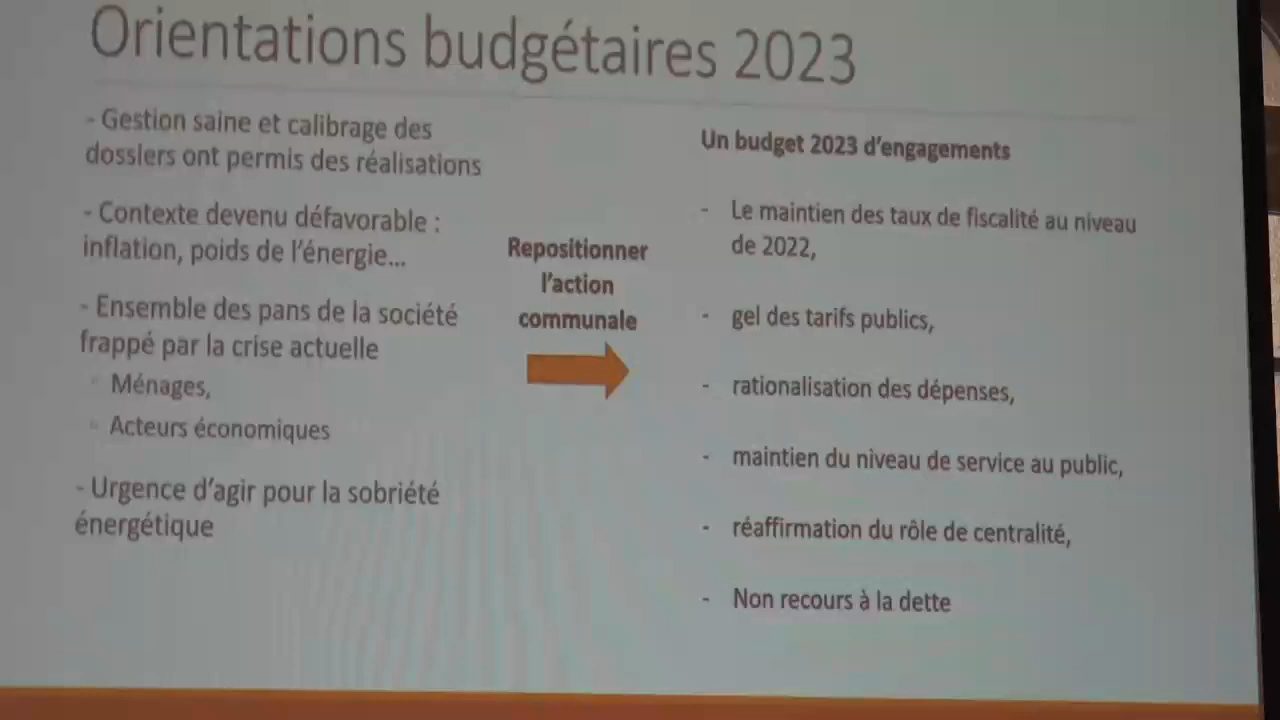 Orientations budgétaires 2023
- Gestion saine et calibrage des
dossiers ont permis des réalisations
- Contexte devenu défavorable :
inflation, poids de l'énergie...
- Ensemble des pans de la société
frappé par la crise actuelle
Ménages,
Acteurs économiques
- Urgence d'agir pour la sobriété
énergétique
Repositionner
l'action
communale
Un budget 2023 d'engagements
- Le maintien des taux de fiscalité au niveau
de 2022,
- gel des tarifs publics,
- rationalisation des dépenses,
- maintien du niveau de service au public,
- réaffirmation du rôle de centralité,
- Non recours à la dette